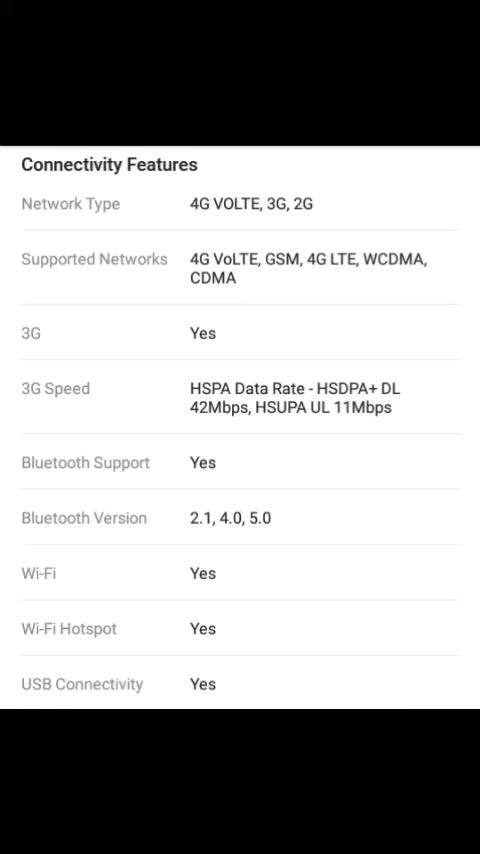 Connectivity Features
Network Type 4G VOLTE, 3G, 2G
Supported Networks 4G VoLTE, GSM, 4G LTE, WCDMA,
CDMA
3G Yes
3G Speed HSPA Data Rate - HSDPA+ DL
42Mbps, HSUPA UL 11Mbps
Bluetooth Support Yes
Bluetooth Version 2.1, 4.0, 5.0
Wi-Fi Yes
Wi-Fi Hotspot Yes
USB Connectivity Yes